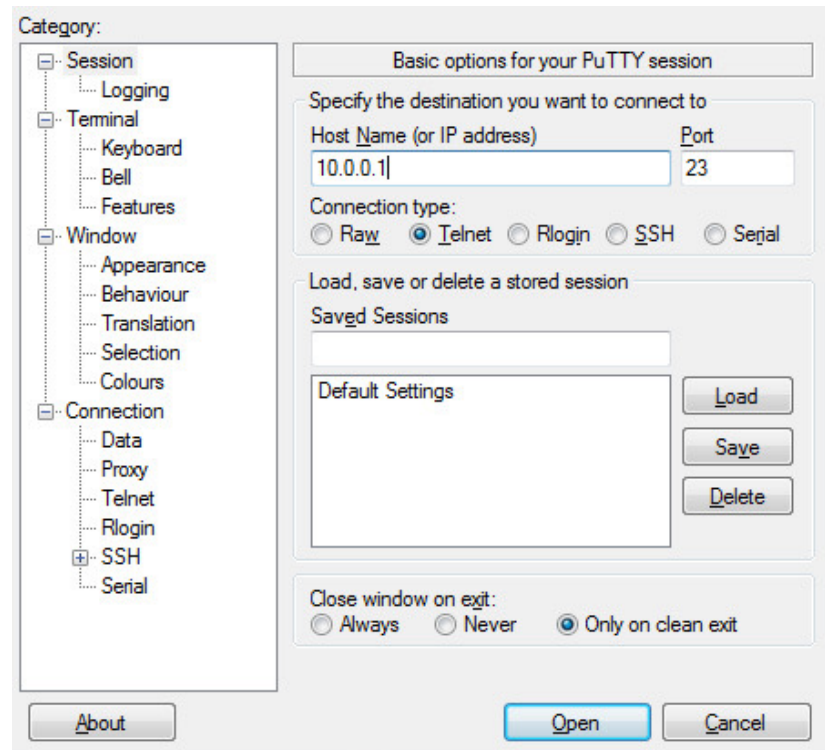 Category:
Session
Logging
Terminal
Keyboard
Bell
Features
Window
Appearance
Behaviour
Translation
Selection
Colours
Connection
Data
Proxy
Telnet
Rlogin
SSH
Serial
Basic options for your PuTTY session
Specify the destination you want to connect to
Host Name (or IP address) Port
10.0.0.1 23
Connection type:
Raw Telnet Rlogin SSH Serial
Load, save or delete a stored session
Saved Sessions
Default Settings
Load
Save
Delete
Close window on exit:
Always Never Only on clean exit
About Open Cancel